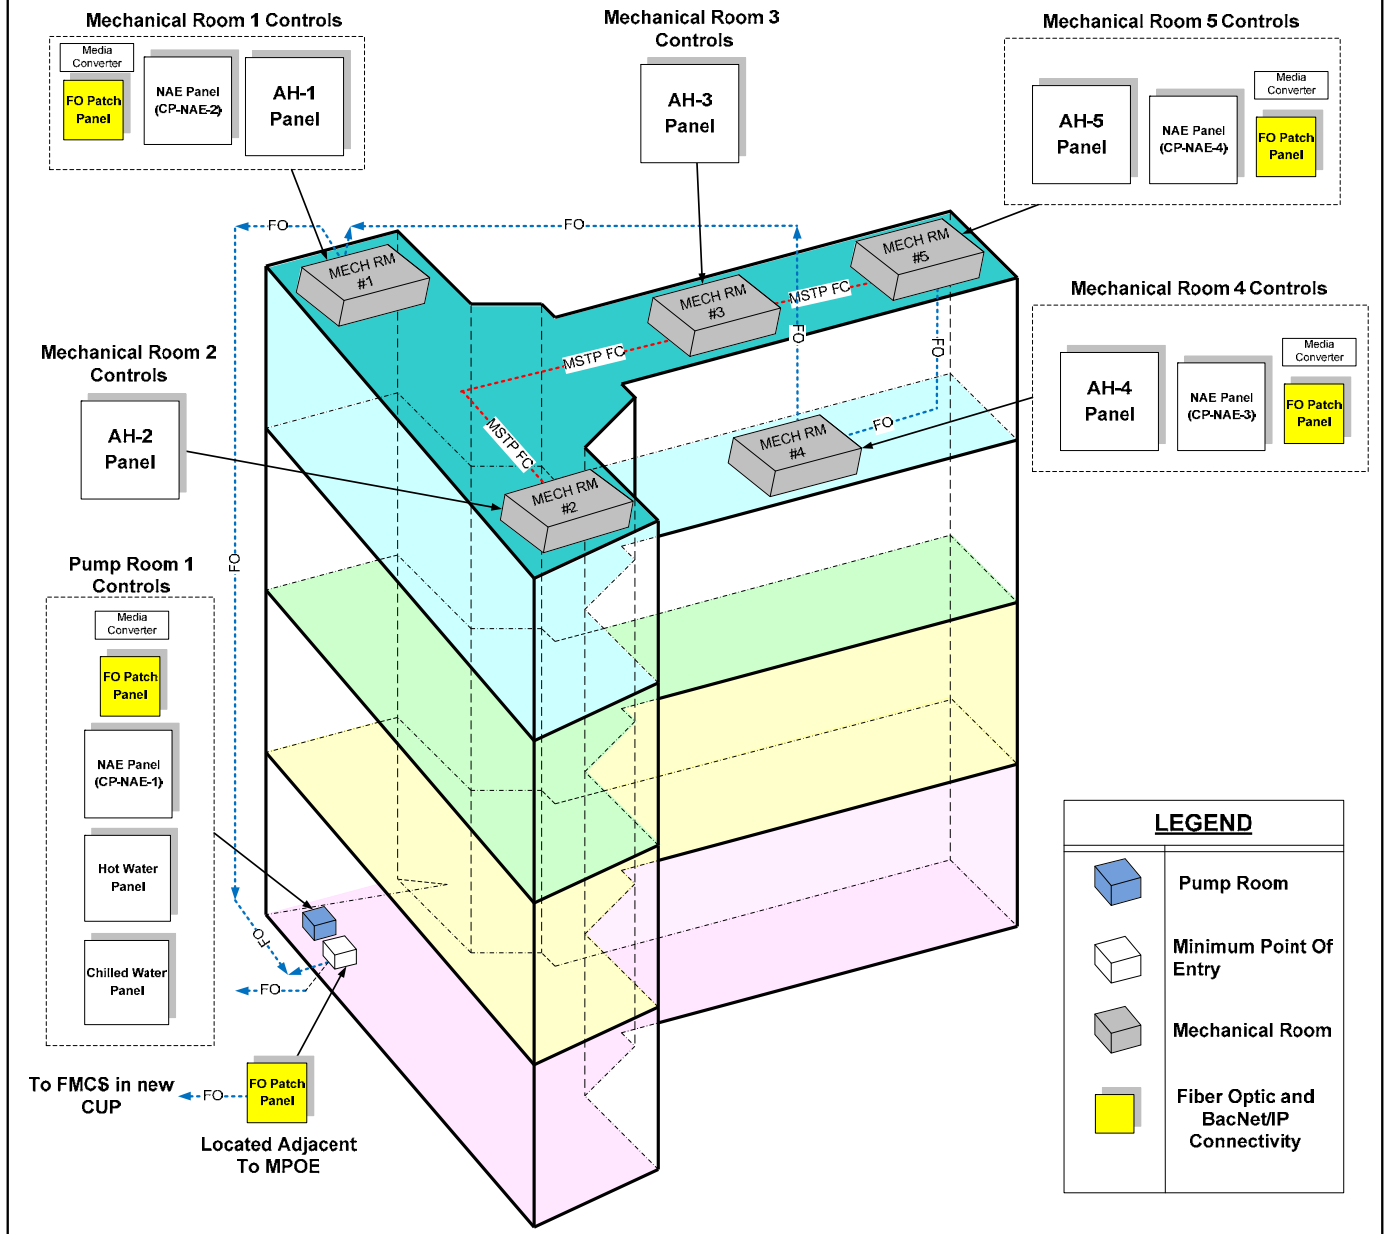 Mechanical Room 1 Controls
Media
Converter
FO Patch
Panel
NAE Panel
(CP-NAE-2)
AH-1
Panel
Mechanical Room 3
Controls
AH-3
Panel
Mechanical Room 5 Controls
AH-5
Panel
NAE Panel
(CP-NAE-4)
Media
Converter
FO Patch
Panel
FO
FO
MECH RM
#1
MECH RM
#3
MSTP FC
MECH RM
#5
FO
FO
MSTP FC
Mechanical Room 4 Controls
AH-4
Panel
NAE Panel
(CP-NAE-3)
Media
Converter
FO Patch
Panel
Mechanical Room 2
Controls
AH-2
Panel
MSTP FC
MECH RM
#2
MECH RM
#4
FO
FO
Pump Room 1
Controls
Media
Converter
FO Patch
Panel
NAE Panel
(CP-NAE-1)
Hot Water
Panel
Chilled Water
Panel
FO
FO
FO Patch
Panel
FO
To FMCS in new
CUP
Located Adjacent
To MPOE
LEGEND
Pump Room
Minimum Point Of
Entry
Mechanical Room
Fiber Optic and
BacNet/IP
Connectivity